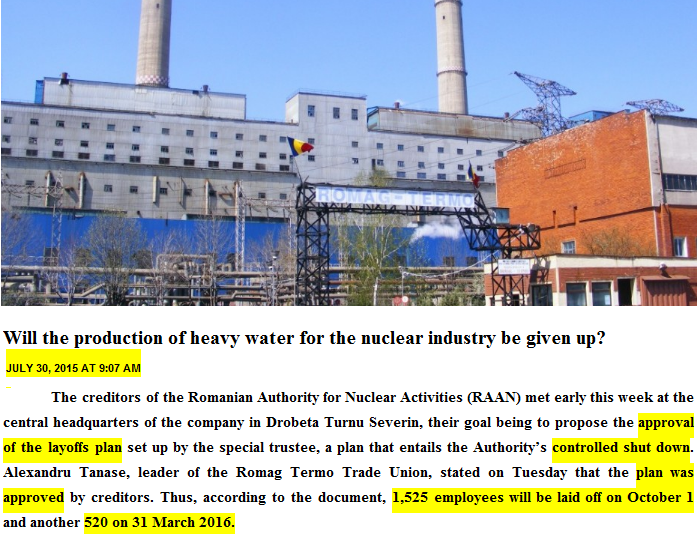 ROMAG - TERMO
Will the production of heavy water for the nuclear industry be given up?
JULY 30, 2015 AT 9:07 AM
The creditors of the Romanian Authority for Nuclear Activities (RAAN) met early this week at the
central headquarters of the company in Drobeta Turnu Severin, their goal being to propose the approval
of the layoffs plan set up by the special trustee, a plan that entails the Authority's controlled shut down.
Alexandru Tanase, leader of the Romag Termo Trade Union, stated on Tuesday that the plan was
approved by creditors. Thus, according to the document, 1,525 employees will be laid off on October 1
and another 520 on 31 March 2016.